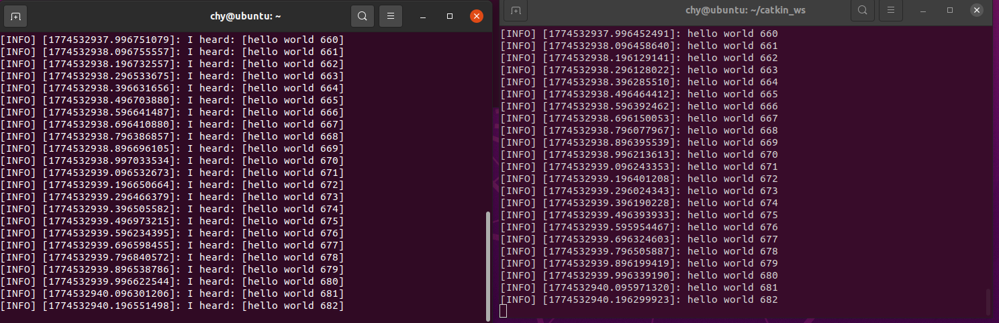 chy@ubuntu: ~
[INFO] [1774532937.996751079]: I heard: [hello world 660]
[INFO] [1774532938.096755557]: I heard: [hello world 661]
[INFO] [1774532938.196732557]: I heard: [hello world 662]
[INFO] [1774532938.296533675]: I heard: [hello world 663]
[INFO] [1774532938.396631656]: I heard: [hello world 664]
[INFO] [1774532938.496703880]: I heard: [hello world 665]
[INFO] [1774532938.596641487]: I heard: [hello world 666]
[INFO] [1774532938.696410880]: I heard: [hello world 667]
[INFO] [1774532938.796386857]: I heard: [hello world 668]
[INFO] [1774532938.896696105]: I heard: [hello world 669]
[INFO] [1774532938.997033534]: I heard: [hello world 670]
[INFO] [1774532939.096532673]: I heard: [hello world 671]
[INFO] [1774532939.196650664]: I heard: [hello world 672]
[INFO] [1774532939.296466379]: I heard: [hello world 673]
[INFO] [1774532939.396505582]: I heard: [hello world 674]
[INFO] [1774532939.496973215]: I heard: [hello world 675]
[INFO] [1774532939.596234395]: I heard: [hello world 676]
[INFO] [1774532939.696598455]: I heard: [hello world 677]
[INFO] [1774532939.796840572]: I heard: [hello world 678]
[INFO] [1774532939.896538786]: I heard: [hello world 679]
[INFO] [1774532939.996622544]: I heard: [hello world 680]
[INFO] [1774532940.096301206]: I heard: [hello world 681]
[INFO] [1774532940.196551498]: I heard: [hello world 682]
chy@ubuntu: ~/catkin_ws
[INFO] [1774532937.996452491]: hello world 660
[INFO] [1774532938.096458640]: hello world 661
[INFO] [1774532938.196129141]: hello world 662
[INFO] [1774532938.296128022]: hello world 663
[INFO] [1774532938.396285510]: hello world 664
[INFO] [1774532938.496464412]: hello world 665
[INFO] [1774532938.596392462]: hello world 666
[INFO] [1774532938.696150053]: hello world 667
[INFO] [1774532938.796077967]: hello world 668
[INFO] [1774532938.896395539]: hello world 669
[INFO] [1774532938.996213613]: hello world 670
[INFO] [1774532939.096243353]: hello world 671
[INFO] [1774532939.196401208]: hello world 672
[INFO] [1774532939.296024343]: hello world 673
[INFO] [1774532939.396190228]: hello world 674
[INFO] [1774532939.496393933]: hello world 675
[INFO] [1774532939.595954467]: hello world 676
[INFO] [1774532939.696324603]: hello world 677
[INFO] [1774532939.796505887]: hello world 678
[INFO] [1774532939.896199419]: hello world 679
[INFO] [1774532939.996339190]: hello world 680
[INFO] [1774532940.095971320]: hello world 681
[INFO] [1774532940.196299923]: hello world 682